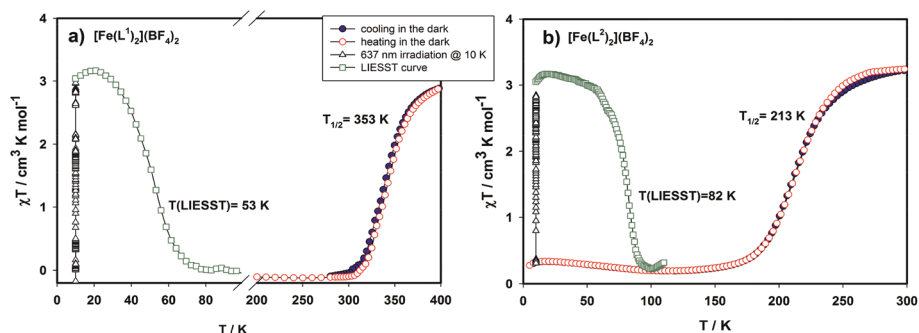 a) [Fe(L¹)₂](BF₄)₂
cooling in the dark
heating in the dark
637 nm irradiation @ 10 K
LIESST curve
T₁/₂= 353 K
T(LIESST)= 53 K
χT / cm³ K mol⁻¹
4
3
2
1
0
0 20 40 60 80 200 250 300 350 400
T / K
b) [Fe(L²)₂](BF₄)₂
T₁/₂ = 213 K
T(LIESST)= 82 K
χT / cm³ K mol⁻¹
4
3
2
1
0
0 50 100 150 200 250 300
T / K